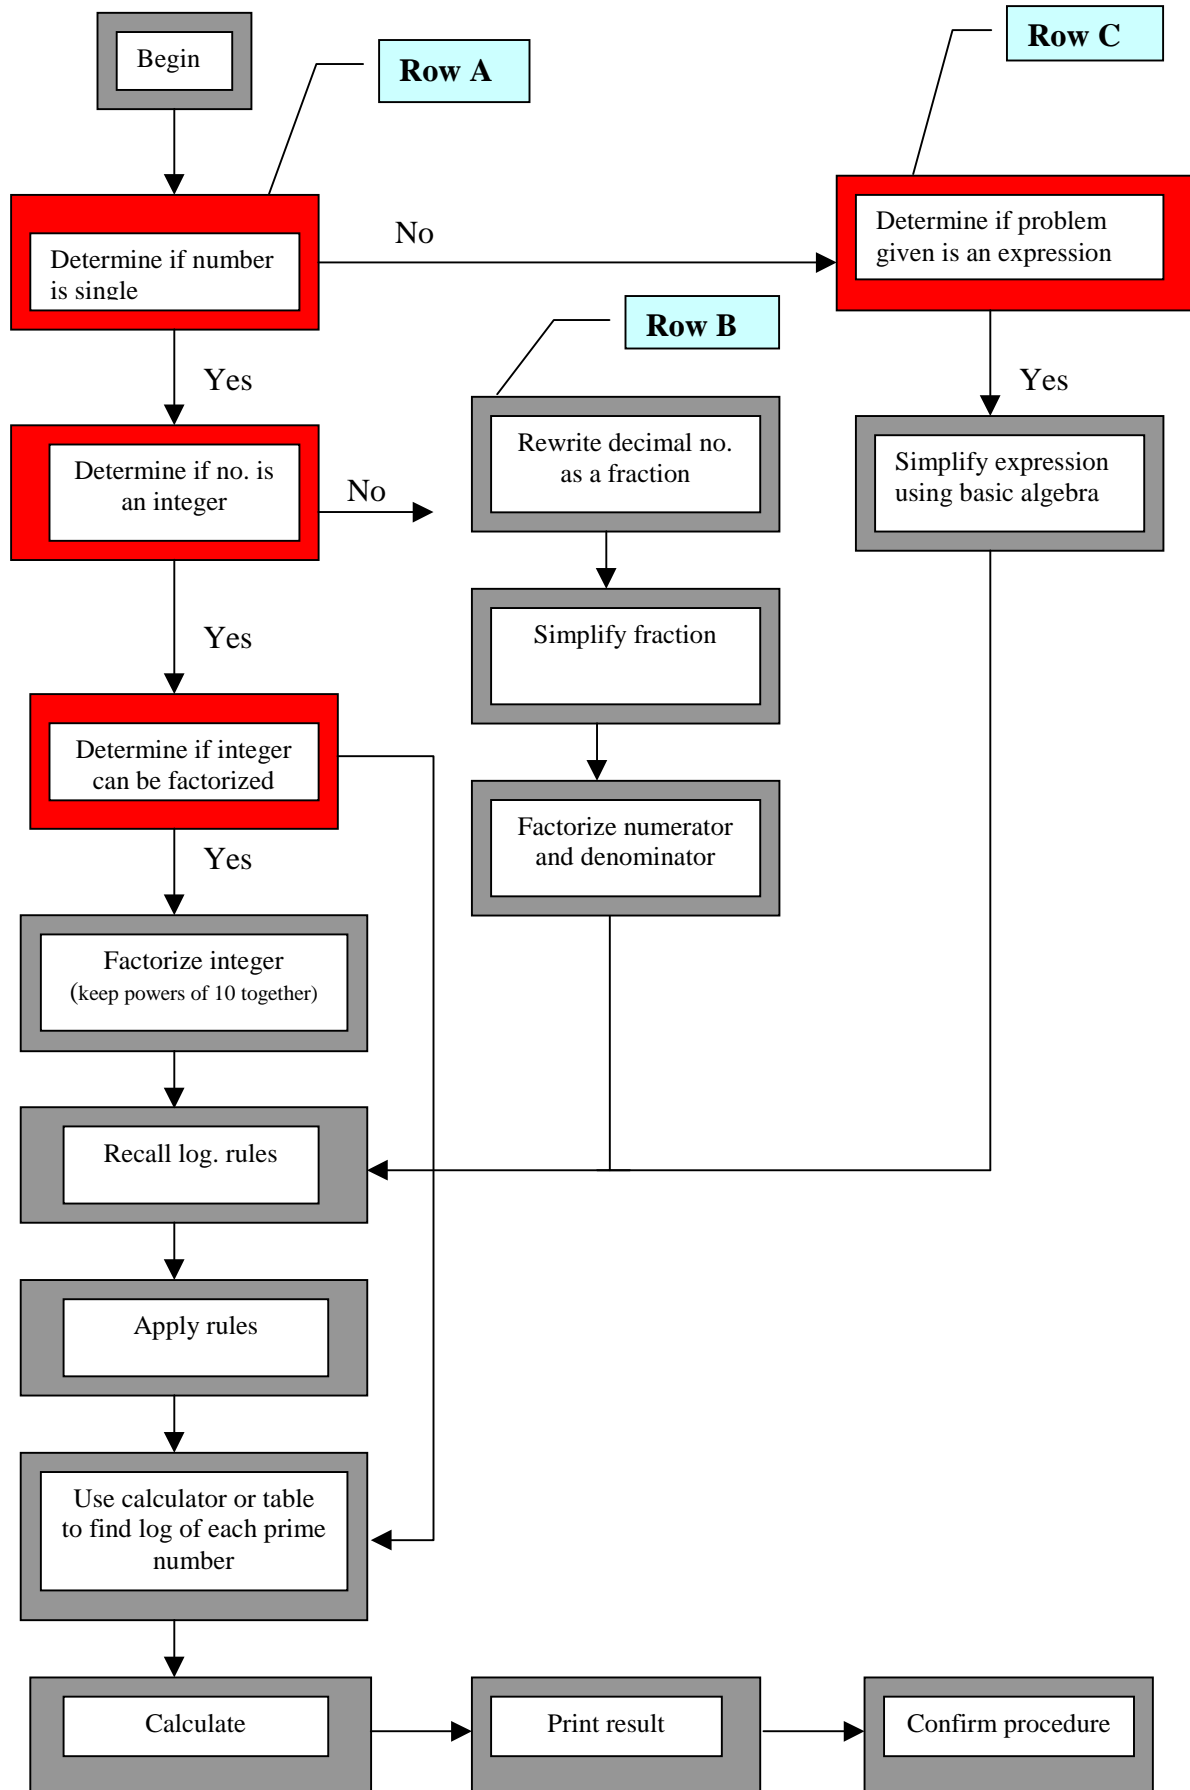 Begin
Row A
Row C
Determine if number
is single
No
Determine if problem
given is an expression
Row B
Yes
Yes
Rewrite decimal no.
as a fraction
Determine if no. is
an integer
No
Simplify expression
using basic algebra
Yes
Simplify fraction
Determine if integer
can be factorized
Factorize numerator
and denominator
Yes
Factorize integer
(keep powers of 10 together)
Recall log. rules
Apply rules
Use calculator or table
to find log of each prime
number
Calculate
Print result
Confirm procedure